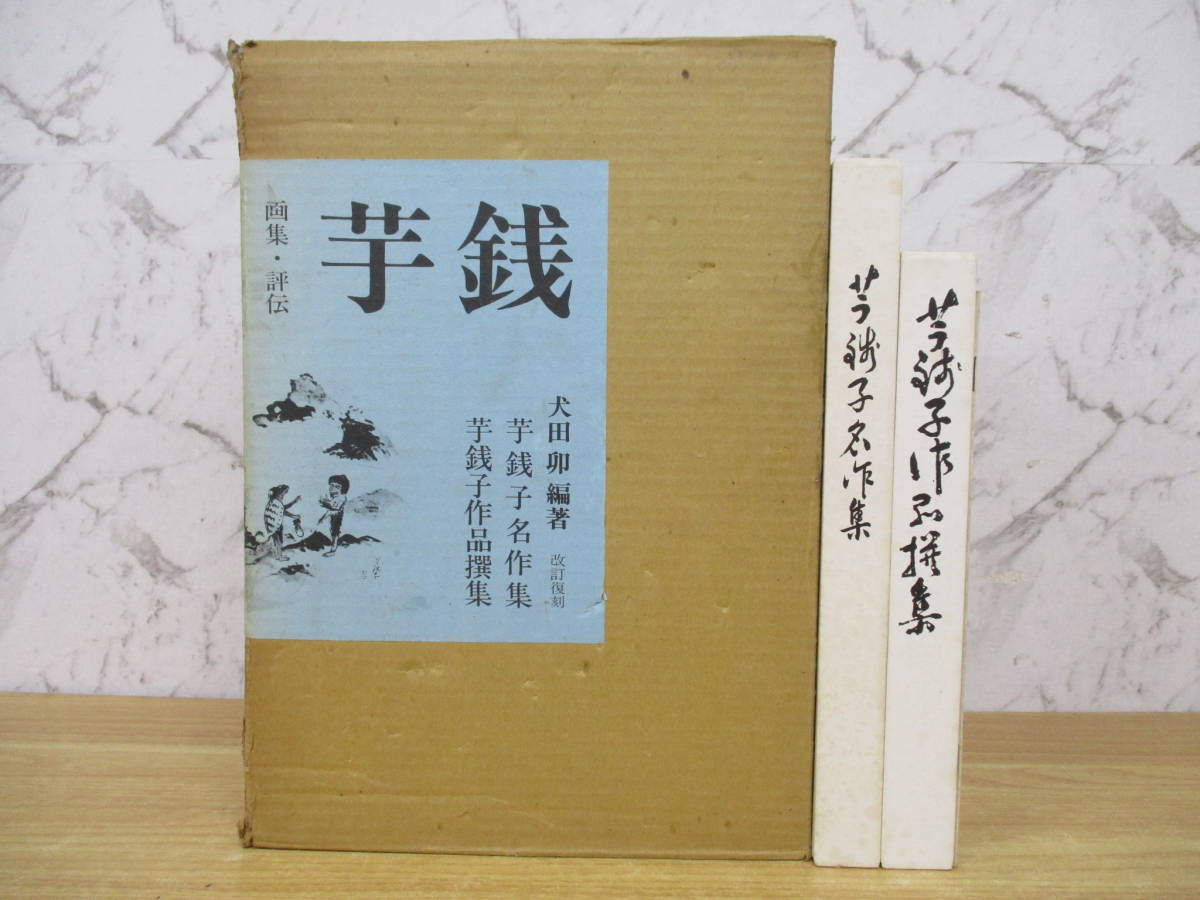 芋銭
画集・評伝
犬田卯編著 改訂復刻
芋銭子名作集
芋銭子作品撰集
芋銭子名作集
芋銭子作品撰集